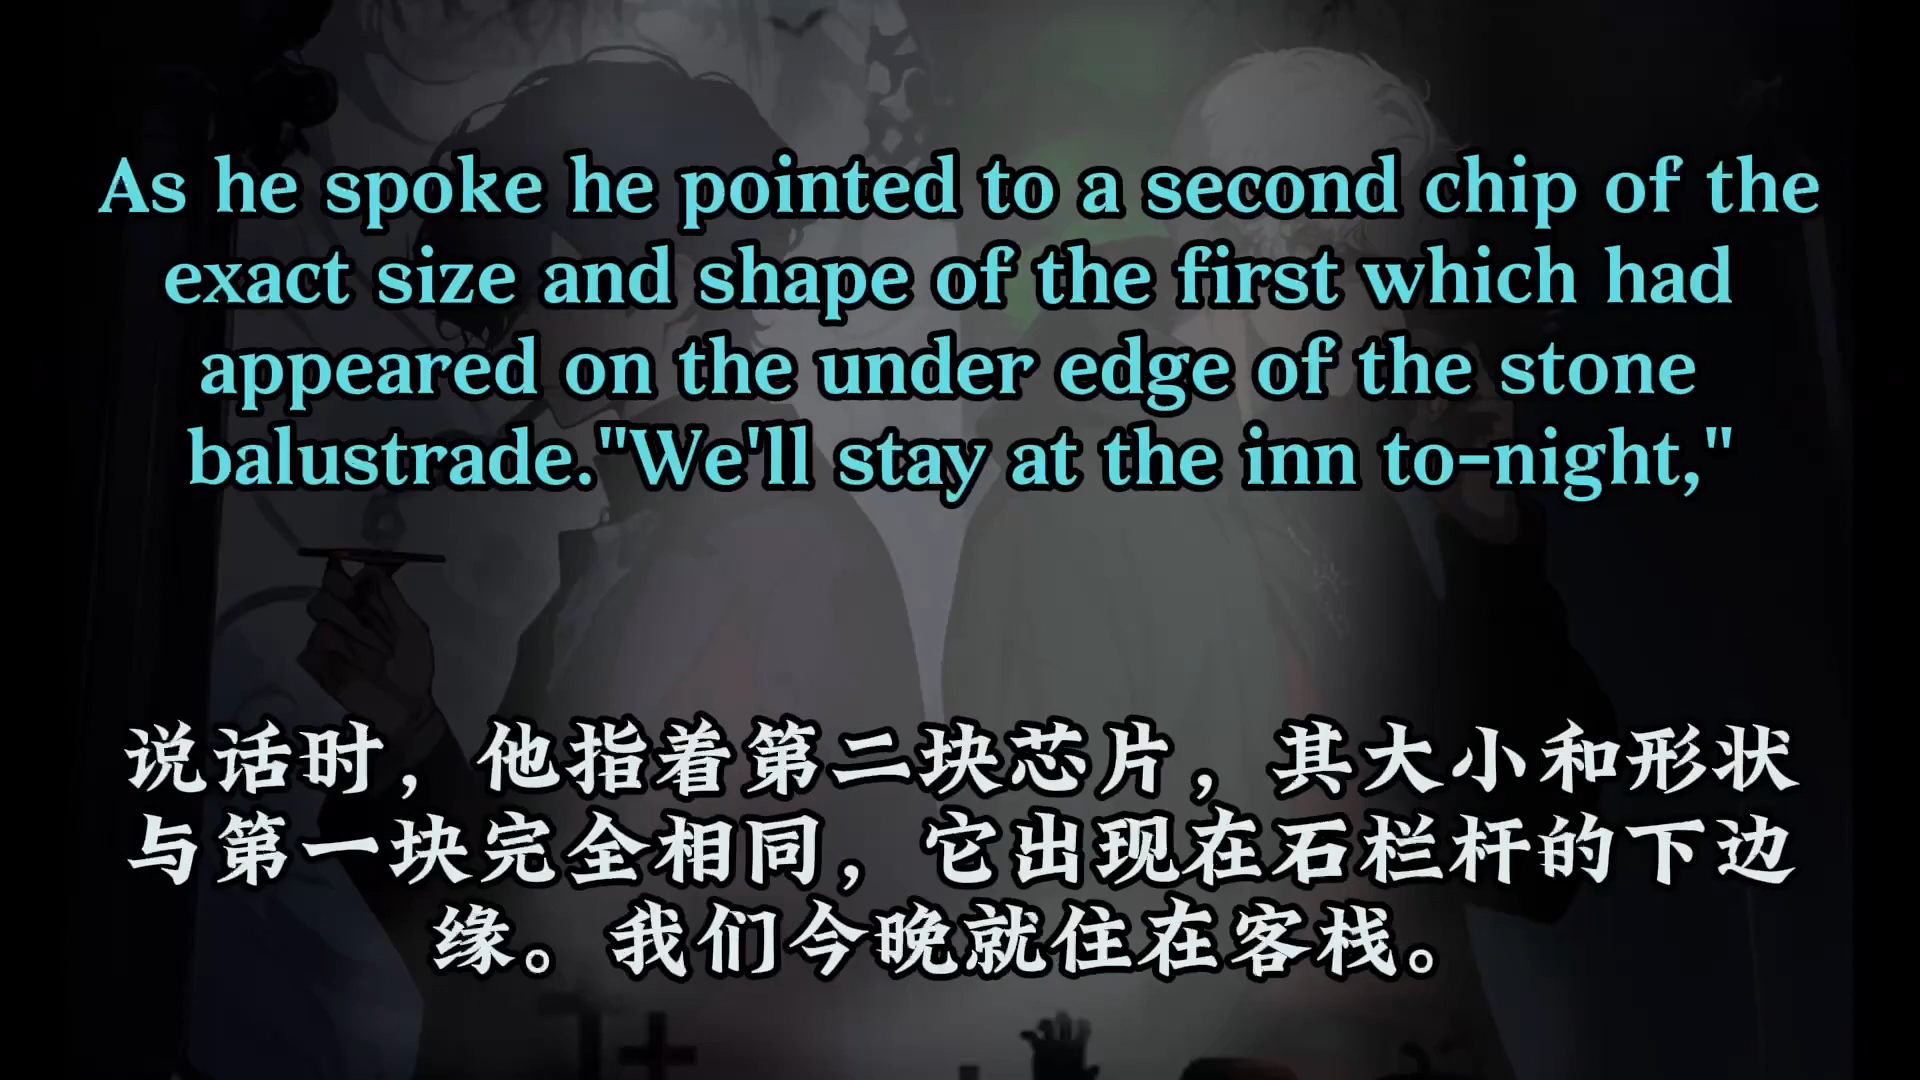 As he spoke he pointed to a second chip of the
exact size and shape of the first which had
appeared on the under edge of the stone
balustrade."We'll stay at the inn to-night,"
说话时，他指着第二块芯片，其大小和形状
与第一块完全相同，它出现在石栏杆的下边
缘。我们今晚就住在客栈。